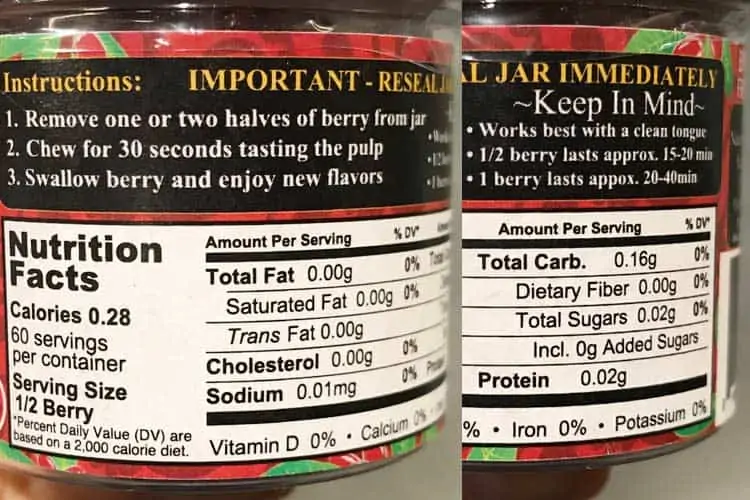 Instructions: IMPORTANT - RESEAL J
1. Remove one or two halves of berry from jar
2. Chew for 30 seconds tasting the pulp
3. Swallow berry and enjoy new flavors
Nutrition
Facts
Calories 0.28
60 servings
per container
Serving Size
1/2 Berry
*Percent Daily Value (DV) are
based on a 2,000 calorie diet.
Amount Per Serving % DV*
Total Fat 0.00g 0%
Saturated Fat 0.00g 0%
Trans Fat 0.00g
Cholesterol 0.00g 0%
Sodium 0.01mg 0%
Vitamin D 0% • Calcium 0%
AL JAR IMMEDIATELY
~Keep In Mind~
• Works best with a clean tongue
• 1/2 berry lasts approx. 15-20 min
• 1 berry lasts appox. 20-40min
Amount Per Serving % DV*
Total Carb. 0.16g 0%
Dietary Fiber 0.00g 0%
Total Sugars 0.02g 0%
Incl. 0g Added Sugars
Protein 0.02g
% • Iron 0% • Potassium 0%